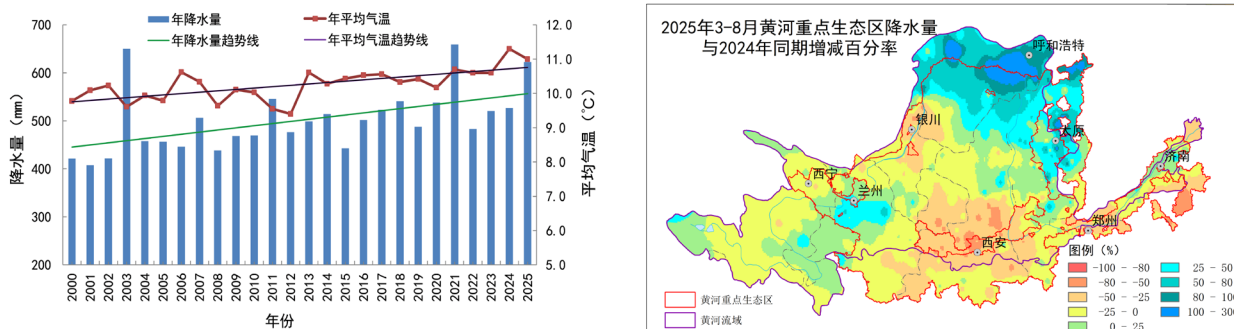 年降水量
年平均气温
年降水量趋势线
年平均气温趋势线
降水量（mm）
700
600
500
400
300
200
12.0
11.0
10.0
9.0
8.0
7.0
6.0
5.0
平均气温（℃）
2000
2001
2002
2003
2004
2005
2006
2007
2008
2009
2010
2011
2012
2013
2014
2015
2016
2017
2018
2019
2020
2021
2022
2023
2024
2025
年份
2025年3-8月黄河重点生态区降水量
与2024年同期增减百分率
呼和浩特
银川
太原
济南
西宁
兰州
郑州
西安
图例 (%)
-100 - -80
-80 - -50
-50 - -25
-25 - 0
0 - 25
25 - 50
50 - 80
80 - 100
100 - 300
黄河重点生态区
黄河流域